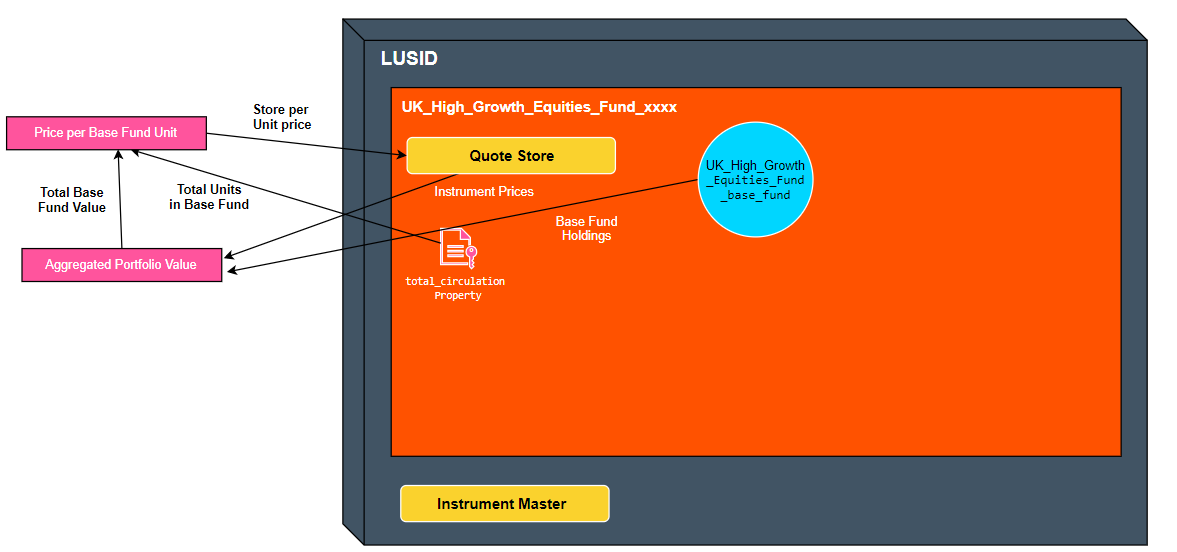 LUSID
UK_High_Growth_Equities_Fund_xxxx
Store per
Unit price
Price per Base Fund Unit
Quote Store
UK_High_Growth
_Equities_Fund
_base_fund
Total Base
Fund Value
Total Units
in Base Fund
Instrument Prices
Base Fund
Holdings
Aggregated Portfolio Value
total_circulation
Property
Instrument Master